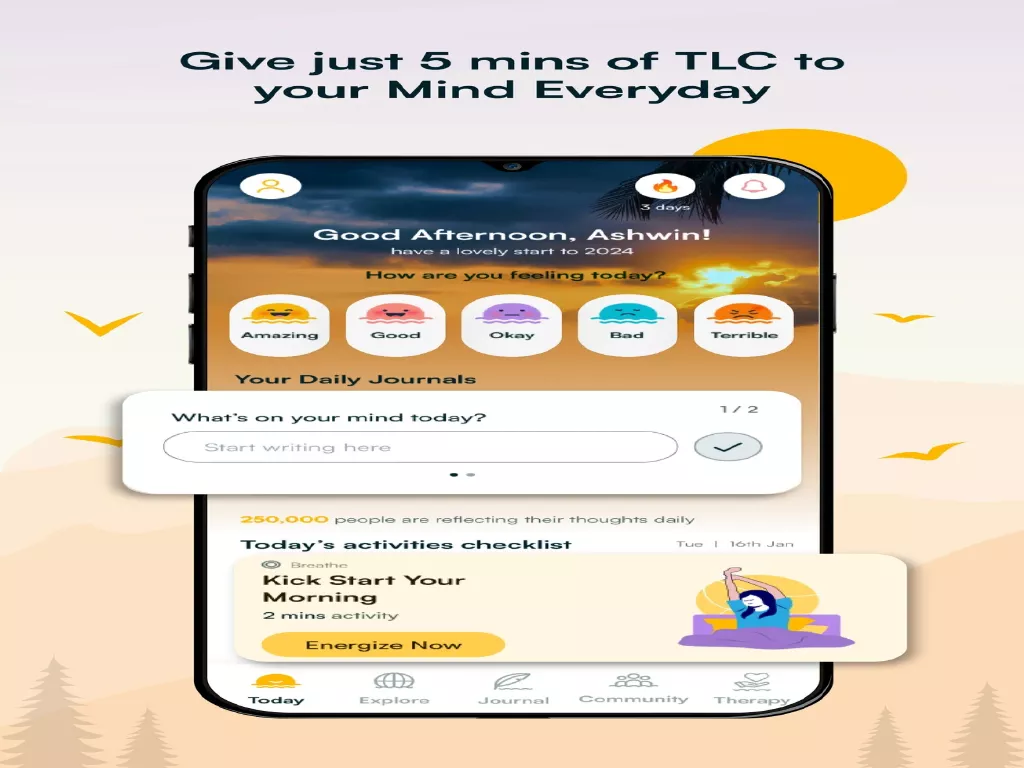 Give just 5 mins of TLC to
your Mind Everyday
3 days
Good Afternoon, Ashwin!
have a lovely start to 2024
How are you feeling today?
Amazing
Good
Okay
Bad
Terrible
Your Daily Journals
What's on your mind today?
1 / 2
Start writing here
250,000 people are reflecting their thoughts daily
Today's activities checklist
Tue | 16th Jan
Breathe
Kick Start Your
Morning
2 mins activity
Energize Now
Today
Explore
Journal
Community
Therapy